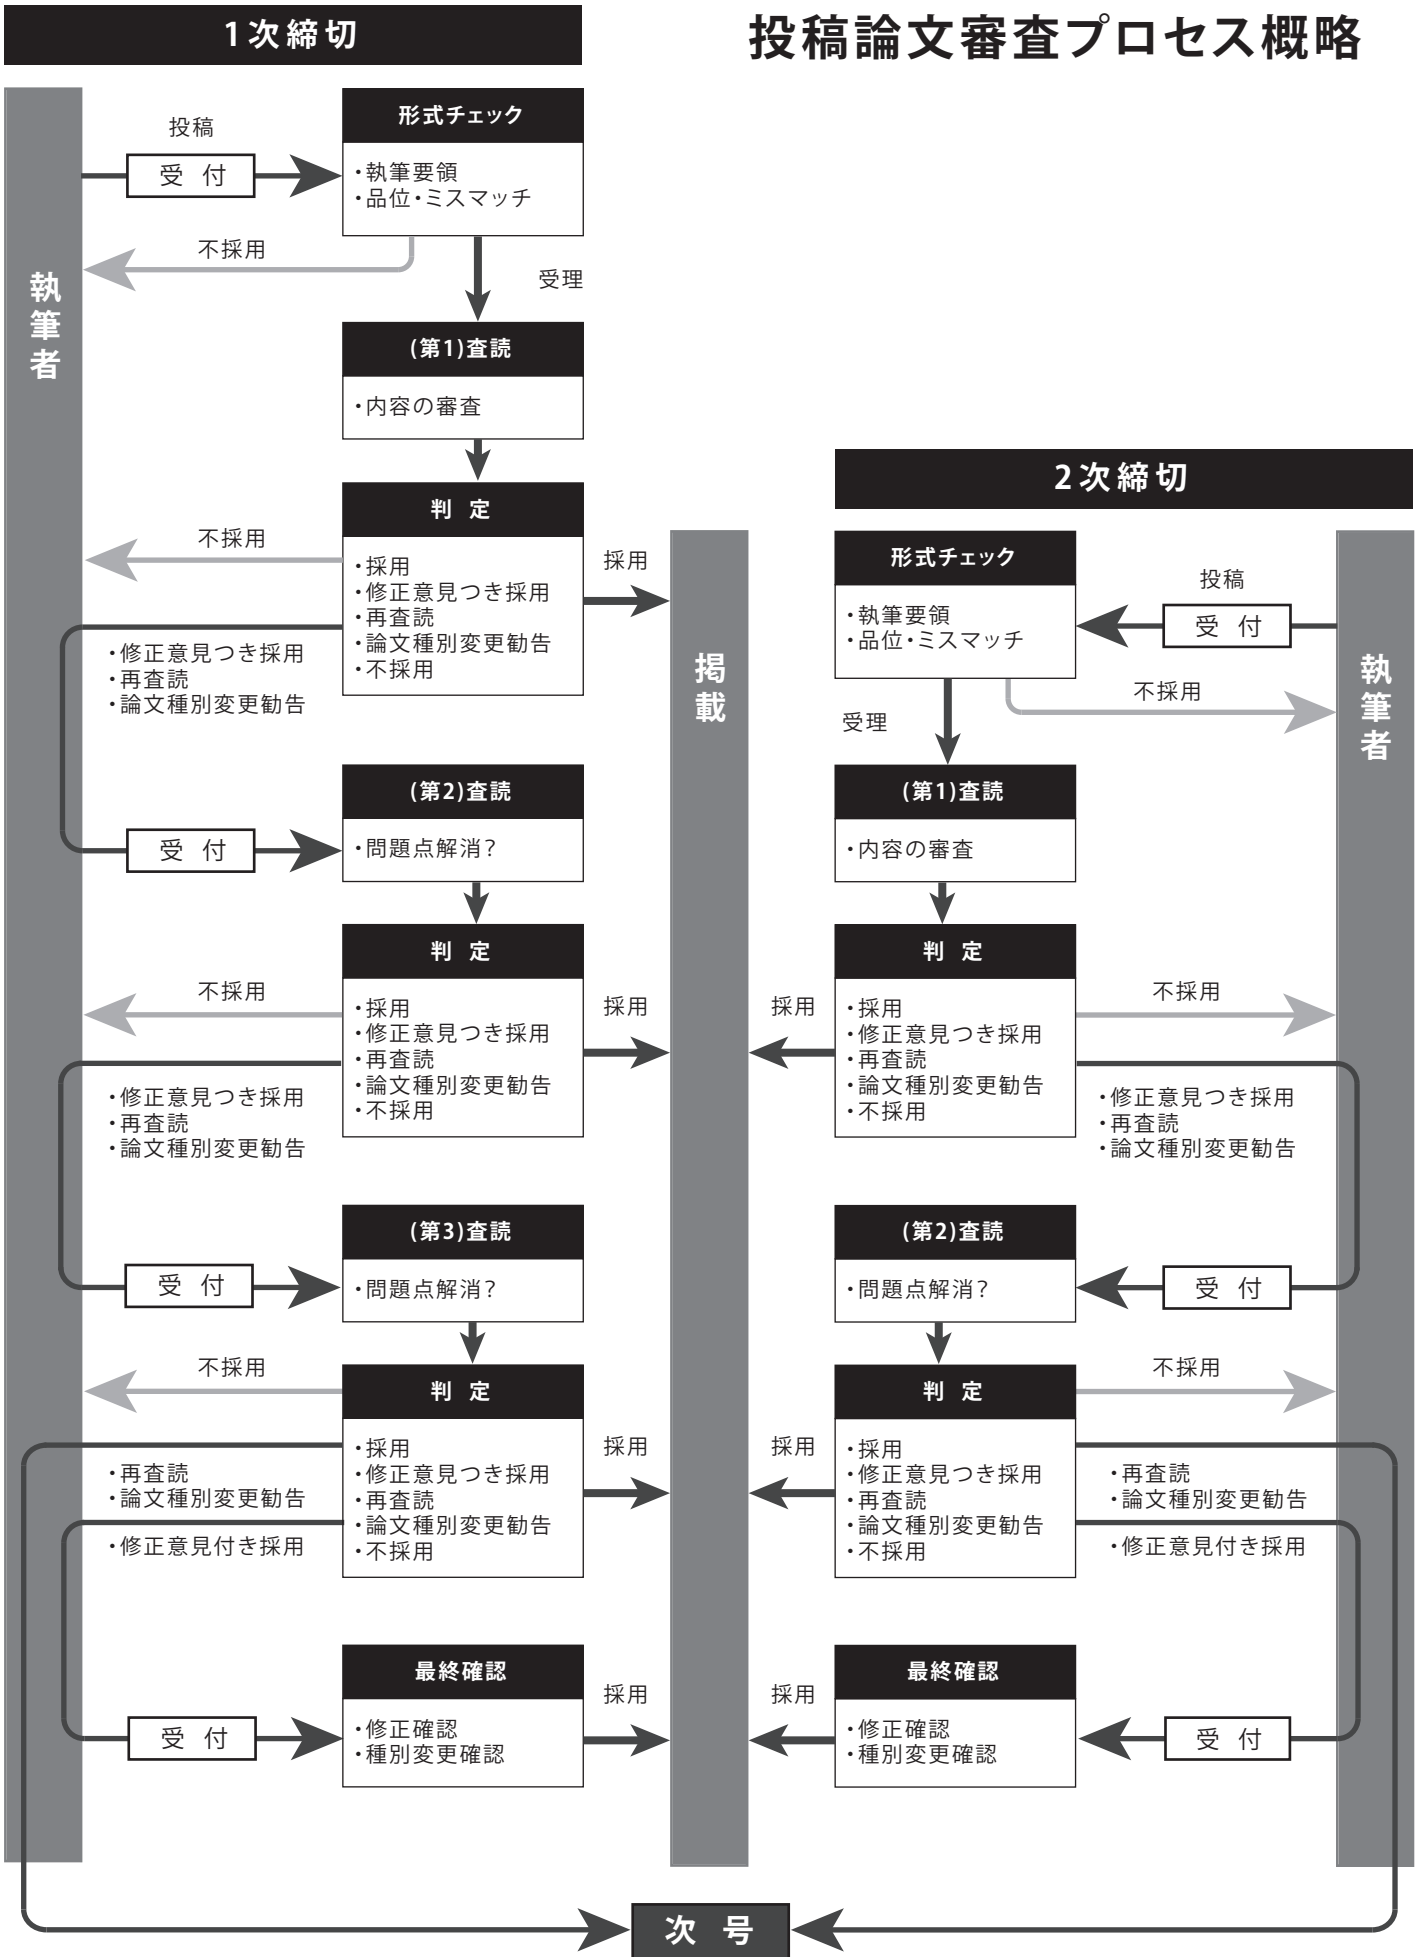 投稿論文審査プロセス概略
1次締切
執筆者
投稿
受 付
形式チェック
・執筆要領
・品位・ミスマッチ
不採用
受理
(第1)査読
・内容の審査
判 定
・採用
・修正意見つき採用
・再査読
・論文種別変更勧告
・不採用
不採用
採用
・修正意見つき採用
・再査読
・論文種別変更勧告
受 付
(第2)査読
・問題点解消?
判 定
・採用
・修正意見つき採用
・再査読
・論文種別変更勧告
・不採用
不採用
採用
・修正意見つき採用
・再査読
・論文種別変更勧告
受 付
(第3)査読
・問題点解消?
判 定
・採用
・修正意見つき採用
・再査読
・論文種別変更勧告
・不採用
不採用
採用
・再査読
・論文種別変更勧告
・修正意見付き採用
受 付
最終確認
・修正確認
・種別変更確認
採用
掲載
2次締切
執筆者
投稿
受 付
形式チェック
・執筆要領
・品位・ミスマッチ
不採用
受理
(第1)査読
・内容の審査
判 定
・採用
・修正意見つき採用
・再査読
・論文種別変更勧告
・不採用
採用
不採用
・修正意見つき採用
・再査読
・論文種別変更勧告
受 付
(第2)査読
・問題点解消?
判 定
・採用
・修正意見つき採用
・再査読
・論文種別変更勧告
・不採用
採用
不採用
・再査読
・論文種別変更勧告
・修正意見付き採用
受 付
最終確認
・修正確認
・種別変更確認
採用
次 号